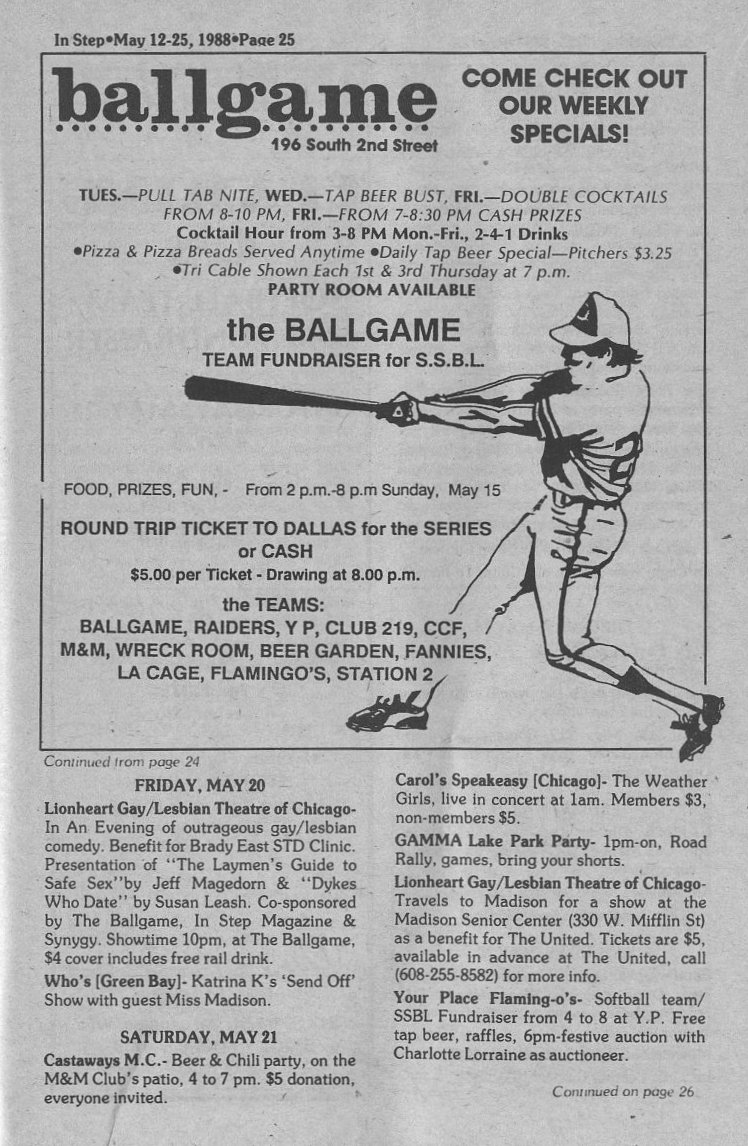 In Step•May 12-25, 1988•Page 25
ballgame
196 South 2nd Street
COME CHECK OUT
OUR WEEKLY
SPECIALS!
TUES.—PULL TAB NITE, WED.—TAP BEER BUST, FRI.—DOUBLE COCKTAILS
FROM 8-10 PM, FRI.—FROM 7-8:30 PM CASH PRIZES
Cocktail Hour from 3-8 PM Mon.-Fri., 2-4-1 Drinks
•Pizza & Pizza Breads Served Anytime •Daily Tap Beer Special—Pitchers $3.25
•Tri Cable Shown Each 1st & 3rd Thursday at 7 p.m.
PARTY ROOM AVAILABLE
the BALLGAME
TEAM FUNDRAISER for S.S.B.L.
2
FOOD, PRIZES, FUN, - From 2 p.m.-8 p.m Sunday, May 15
ROUND TRIP TICKET TO DALLAS for the SERIES
or CASH
$5.00 per Ticket - Drawing at 8.00 p.m.
the TEAMS:
BALLGAME, RAIDERS, Y P, CLUB 219, CCF,
M&M, WRECK ROOM, BEER GARDEN, FANNIES,
LA CAGE, FLAMINGO'S, STATION 2
Continued from page 24
FRIDAY, MAY 20
Lionheart Gay/Lesbian Theatre of Chicago-
In An Evening of outrageous gay/lesbian
comedy. Benefit for Brady East STD Clinic.
Presentation of "The Laymen's Guide to
Safe Sex"by Jeff Magedorn & "Dykes
Who Date" by Susan Leash. Co-sponsored
by The Ballgame, In Step Magazine &
Synygy. Showtime 10pm, at The Ballgame,
$4 cover includes free rail drink.
Who's [Green Bay]- Katrina K's 'Send Off'
Show with guest Miss Madison.
SATURDAY, MAY 21
Castaways M.C.- Beer & Chili party, on the
M&M Club's patio, 4 to 7 pm. $5 donation,
everyone invited.
Carol's Speakeasy [Chicago]- The Weather
Girls, live in concert at 1am. Members $3,
non-members $5.
GAMMA Lake Park Party- 1pm-on, Road
Rally, games, bring your shorts.
Lionheart Gay/Lesbian Theatre of Chicago-
Travels to Madison for a show at the
Madison Senior Center (330 W. Mifflin St)
as a benefit for The United. Tickets are $5,
available in advance at The United, call
(608-255-8582) for more info.
Your Place Flaming-o's- Softball team/
SSBL Fundraiser from 4 to 8 at Y.P. Free
tap beer, raffles, 6pm-festive auction with
Charlotte Lorraine as auctioneer.
Continued on page 26